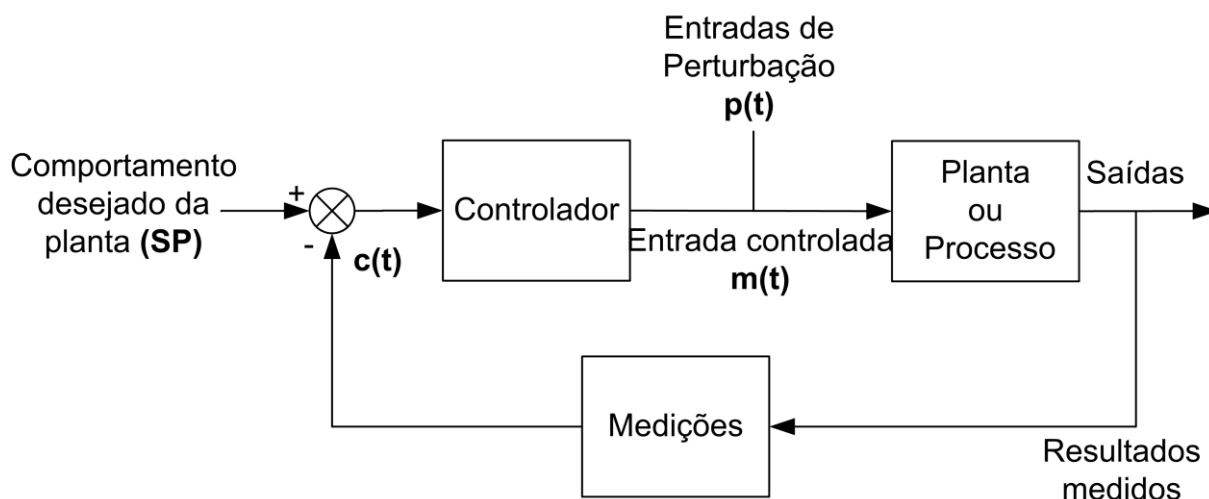 Entradas de
Perturbação
p(t)
Comportamento
desejado da
planta (SP)
+
-
c(t)
Controlador
Entrada controlada
m(t)
Planta
ou
Processo
Saídas
Medições
Resultados
medidos